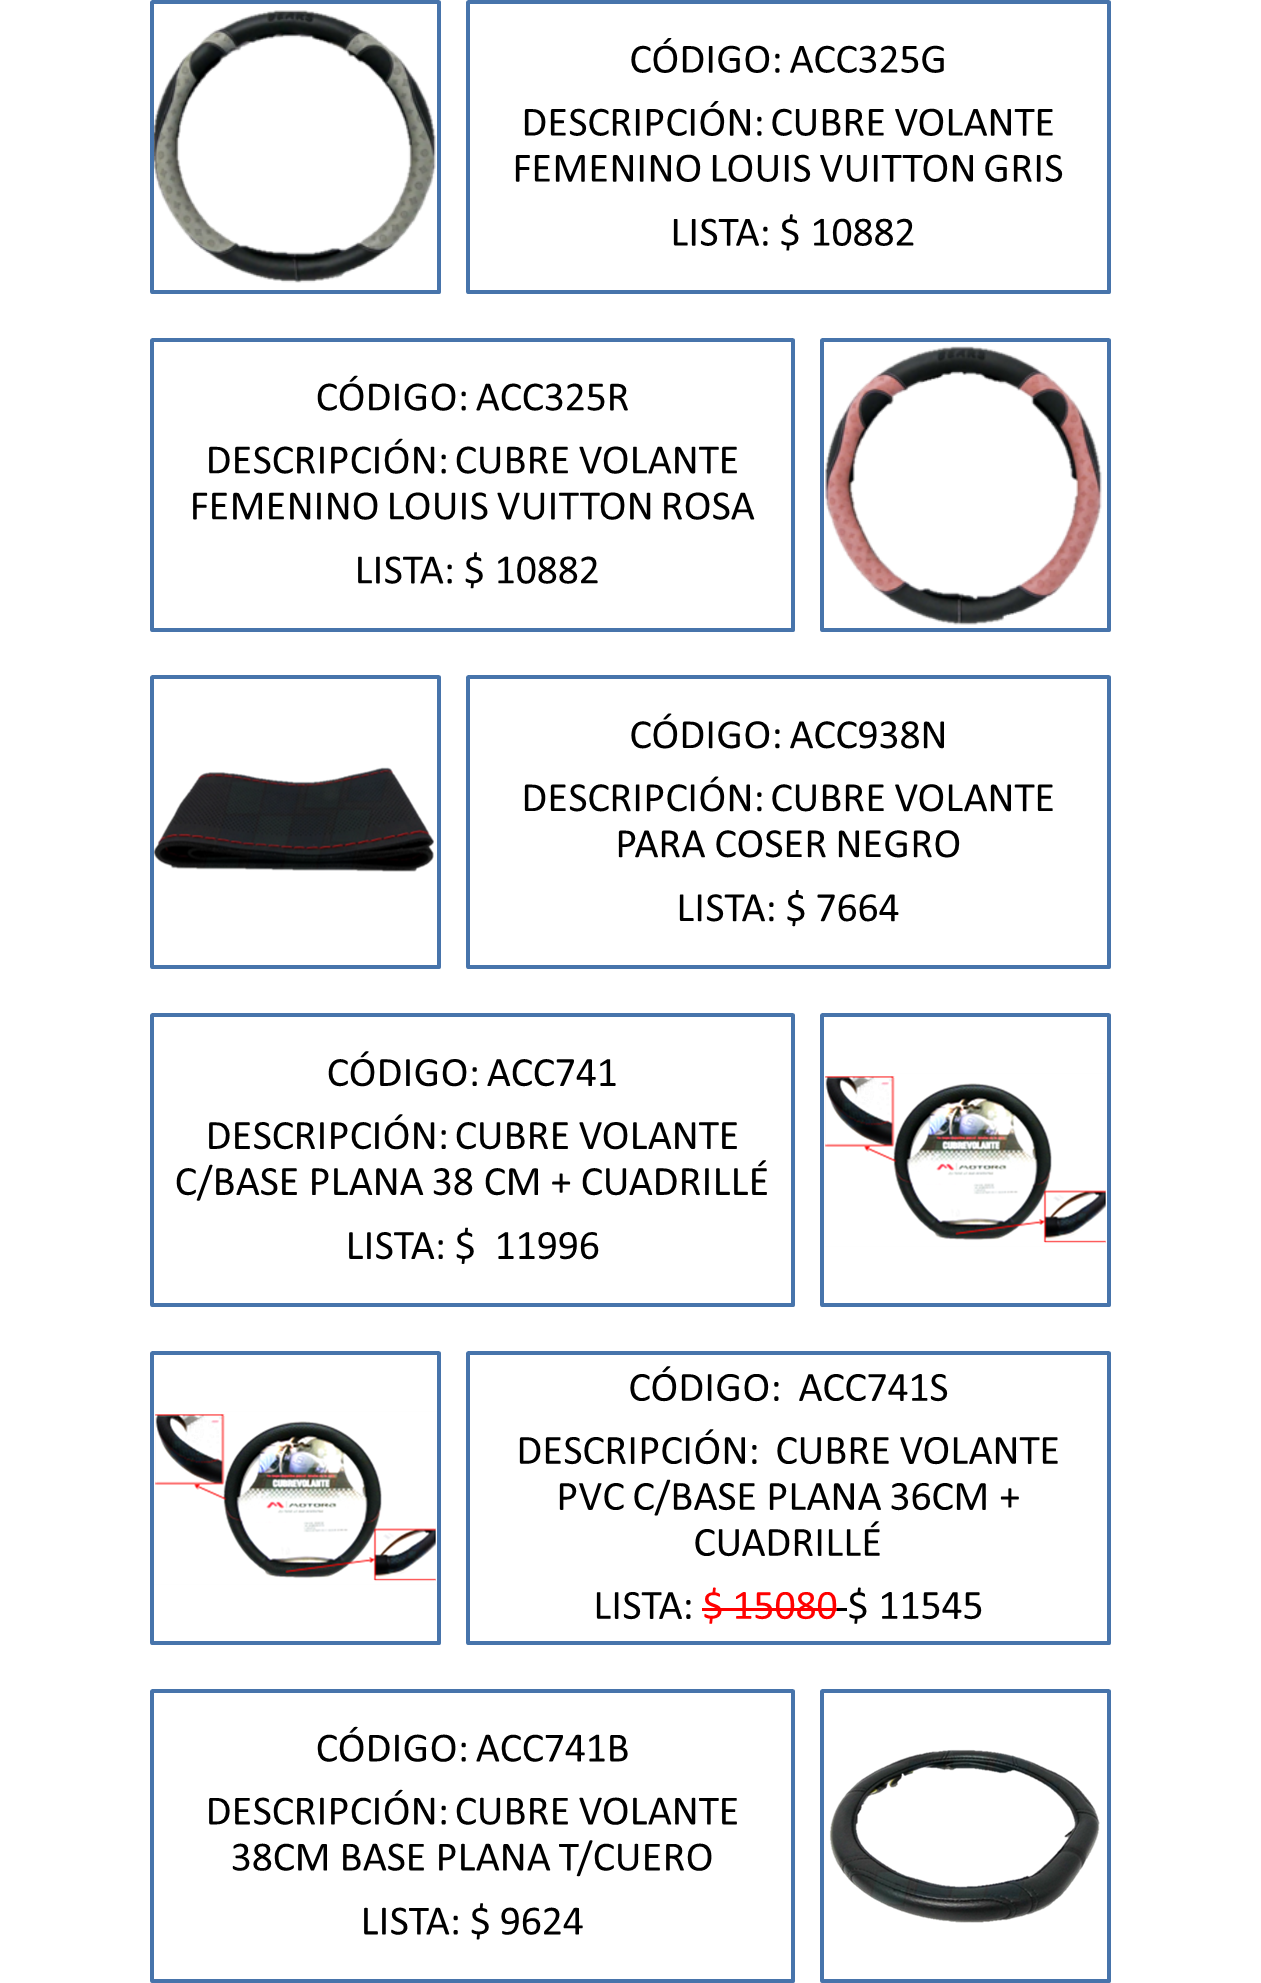 CÓDIGO: ACC325G
DESCRIPCIÓN: CUBRE VOLANTE
FEMENINO LOUIS VUITTON GRIS
LISTA: $ 10882
CÓDIGO: ACC325R
DESCRIPCIÓN: CUBRE VOLANTE
FEMENINO LOUIS VUITTON ROSA
LISTA: $ 10882
CÓDIGO: ACC938N
DESCRIPCIÓN: CUBRE VOLANTE
PARA COSER NEGRO
LISTA: $ 7664
CÓDIGO: ACC741
DESCRIPCIÓN: CUBRE VOLANTE
C/BASE PLANA 38 CM + CUADRILLÉ
LISTA: $  11996
CUBREVOLANTE
MOTORA
CUBREVOLANTE
MOTORA
CÓDIGO:  ACC741S
DESCRIPCIÓN:  CUBRE VOLANTE
PVC C/BASE PLANA 36CM +
CUADRILLÉ
LISTA: $ 15080 $ 11545
CÓDIGO: ACC741B
DESCRIPCIÓN: CUBRE VOLANTE
38CM BASE PLANA T/CUERO
LISTA: $ 9624